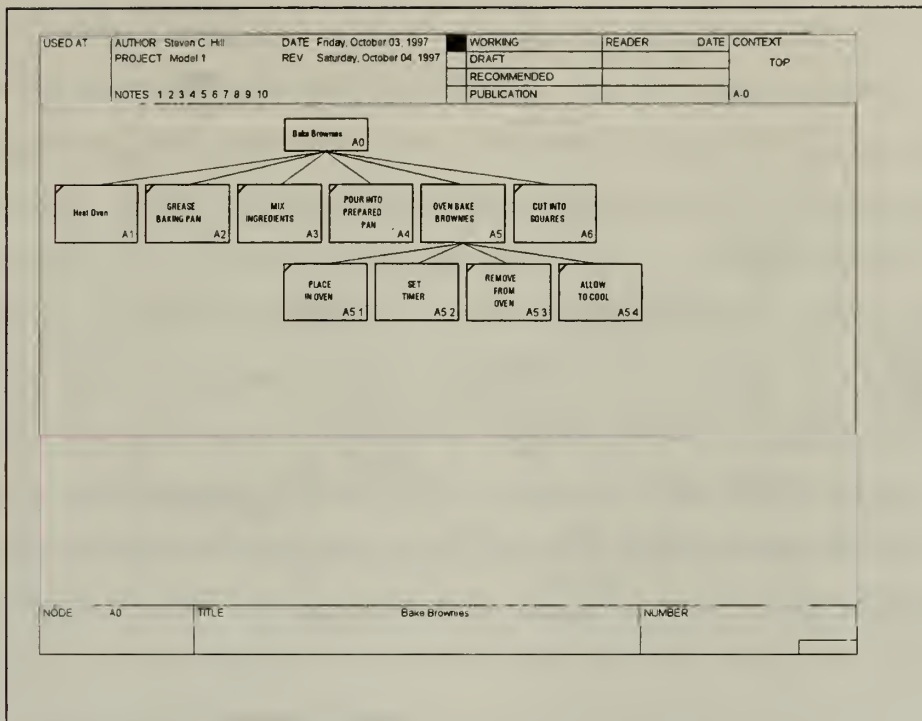 USED AT AUTHOR Steven C. Hill DATE Friday, October 03, 1997 WORKING READER DATE CONTEXT
PROJECT Model 1 REV Saturday, October 04, 1997 DRAFT TOP
RECOMMENDED
NOTES 1 2 3 4 5 6 7 8 9 10 PUBLICATION A-0
Bake Brownies
A0
Heat Oven
A1
GREASE
BAKING PAN
A2
MIX
INGREDIENTS
A3
POUR INTO
PREPARED
PAN
A4
OVEN BAKE
BROWNIES
A5
CUT INTO
SQUARES
A6
PLACE
IN OVEN
A5 1
SET
TIMER
A5 2
REMOVE
FROM
OVEN
A5 3
ALLOW
TO COOL
A5 4
NODE A0 TITLE Bake Brownies NUMBER